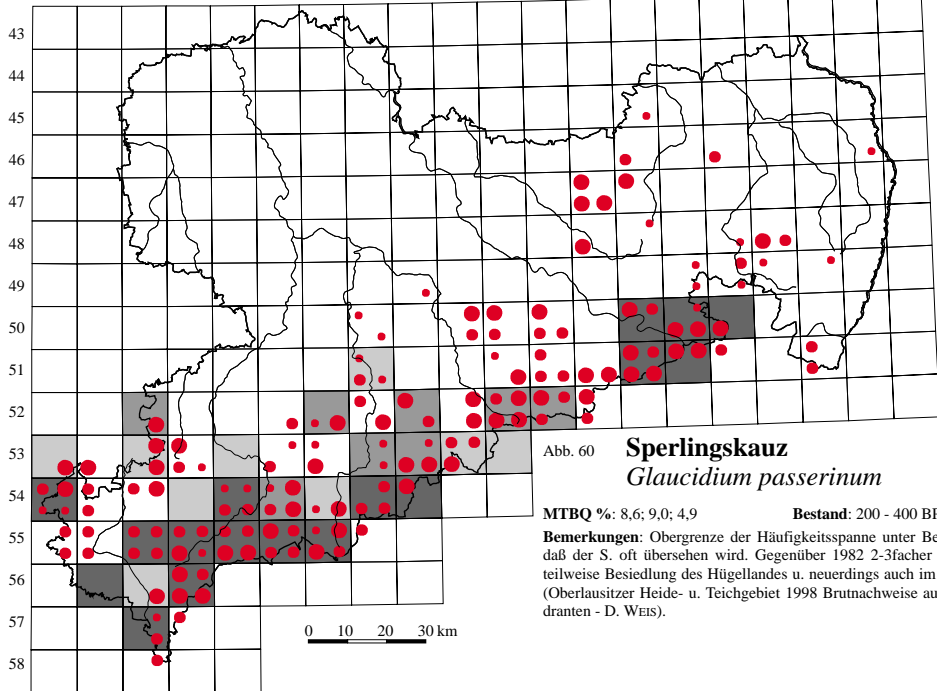 43
44
45
46
47
48
49
50
51
52
53
54
55
56
57
58
0 10 20 30 km
Abb. 60 Sperlingskauz
Glaucidium passerinum
MTBQ %: 8,6; 9,0; 4,9 Bestand: 200 - 400 BP
Bemerkungen: Obergrenze der Häufigkeitsspanne unter Be
daß der S. oft übersehen wird. Gegenüber 1982 2-3facher
teilweise Besiedlung des Hügellandes u. neuerdings auch im
(Oberlausitzer Heide- u. Teichgebiet 1998 Brutnachweise au
dranten - D. WEIS).